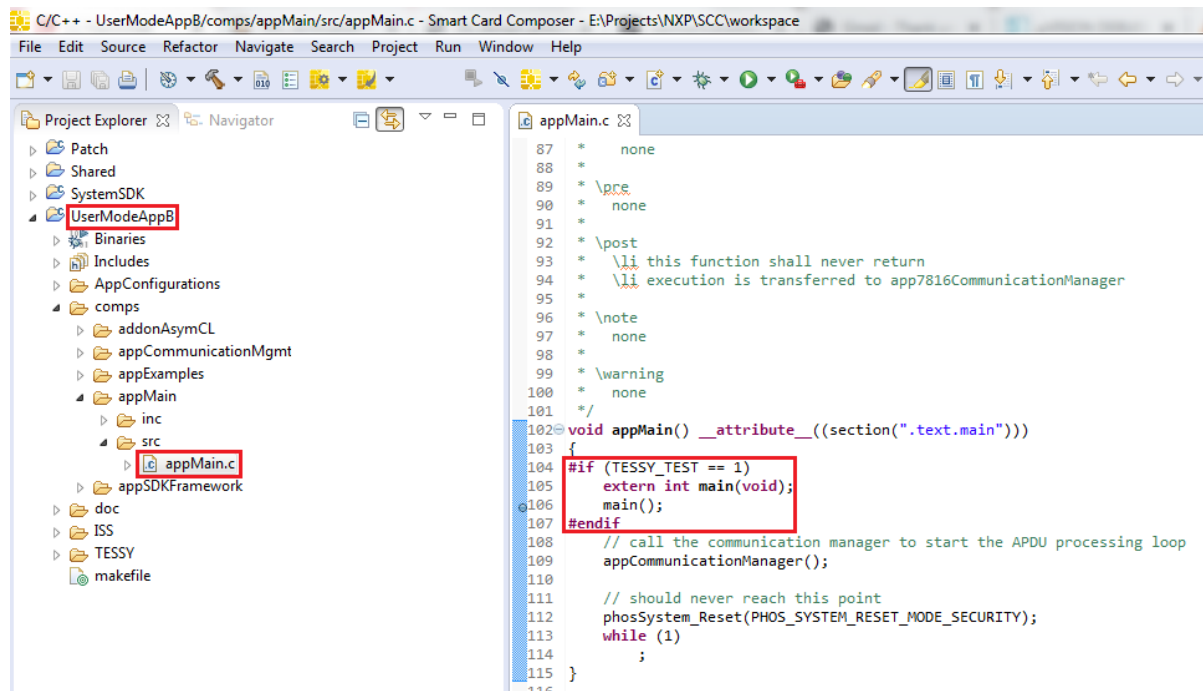 C/C++ - UserModeAppB/comps/appMain/src/appMain.c - Smart Card Composer - E:\Projects\NXP\SCC\workspace
File Edit Source Refactor Navigate Search Project Run Window Help
Project Explorer Navigator
Patch
Shared
SystemSDK
UserModeAppB
Binaries
Includes
AppConfigurations
comps
addonAsymCL
appCommunicationMgmt
appExamples
appMain
inc
src
appMain.c
appSDKFramework
doc
ISS
TESSY
makefile
appMain.c
87 *    none
88 *
89 * \pre
90 *   none
91 *
92 * \post
93 *   \li this function shall never return
94 *   \li execution is transferred to app7816CommunicationManager
95 *
96 * \note
97 *   none
98 *
99 * \warning
100 *   none
101 */
102 void appMain() __attribute__((section(".text.main")))
103 {
104 #if (TESSY_TEST == 1)
105     extern int main(void);
106     main();
107 #endif
108     // call the communication manager to start the APDU processing loop
109     appCommunicationManager();
110
111     // should never reach this point
112     phosSystem_Reset(PHOS_SYSTEM_RESET_MODE_SECURITY);
113     while (1)
114         ;
115 }
116